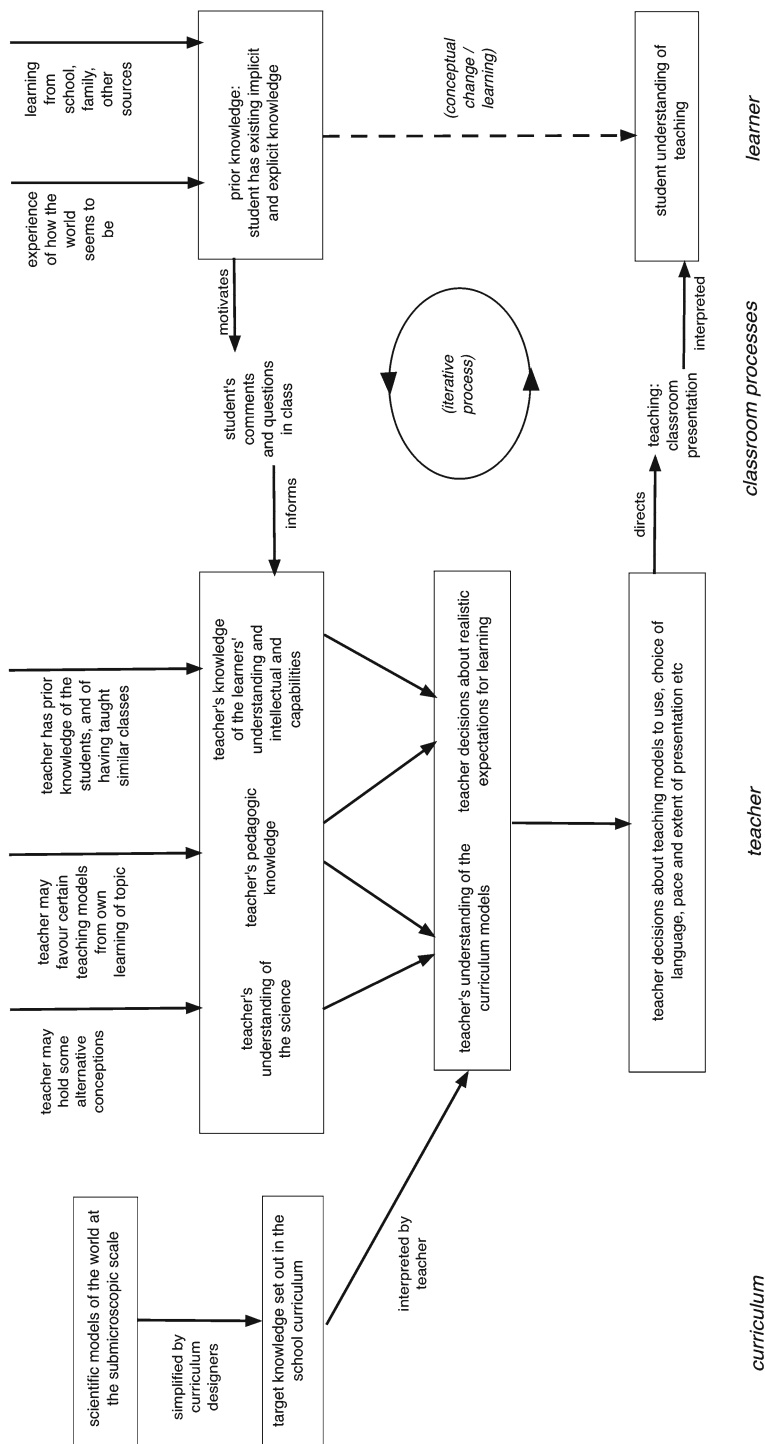 scientific models of the world at
the submicroscopic scale
simplified by
curriculum
designers
target knowledge set out in the
school curriculum
interpreted by
teacher
curriculum
teacher may
hold some
alternative
conceptions
teacher may
favour certain
teaching models
from own
learning of topic
teacher has prior
knowledge of the
students, and of
having taught
similar classes
teacher's
understanding of
the science
teacher's pedagogic
knowledge
teacher's knowledge
of the learners'
understanding and
intellectual and
capabilities
teacher's understanding of the
curriculum models
teacher decisions about realistic
expectations for learning
teacher decisions about teaching models to use, choice of
language, pace and extent of presentation etc
teacher
informs
student's
comments
and questions
in class
motivates
(iterative
process)
directs
teaching:
classroom
presentation
interpreted
classroom processes
experience
of how the
world
seems to
be
learning
from
school,
family,
other
sources
prior knowledge:
student has existing implicit
and explicit knowledge
(conceptual
change /
learning)
student understanding of
teaching
learner